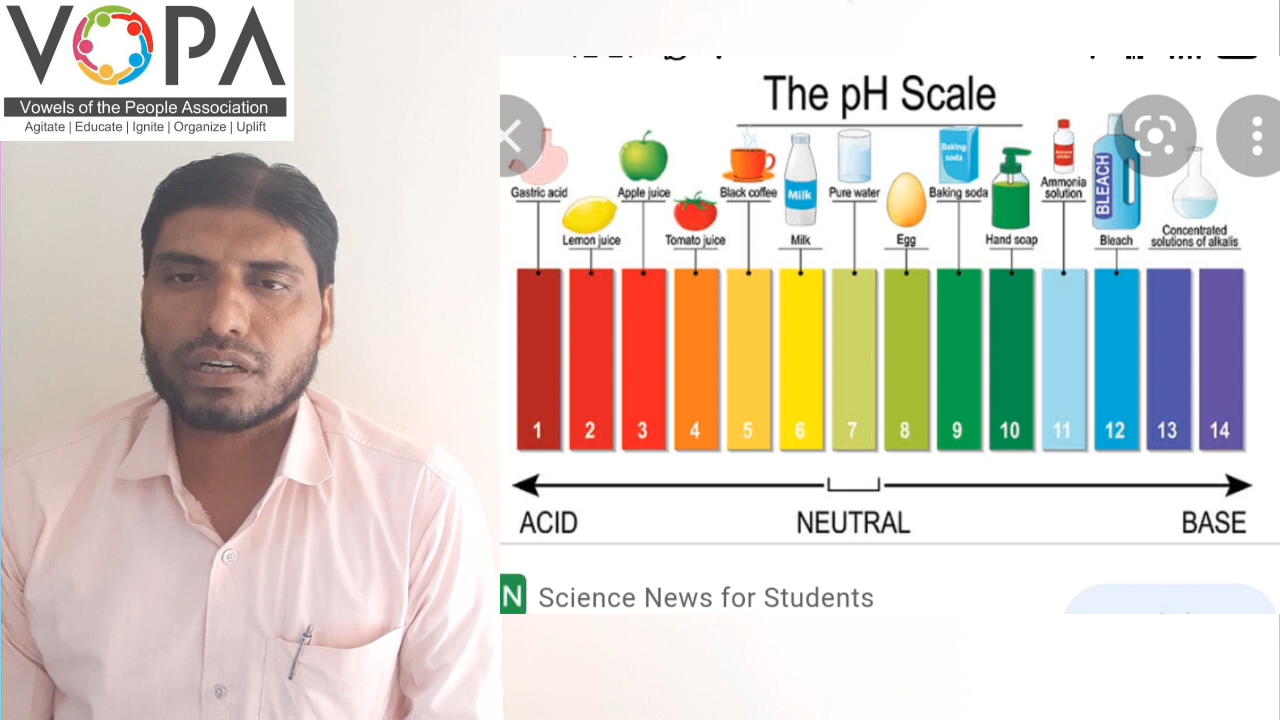 VOPA
Vowels of the People Association
Agitate | Educate | Ignite | Organize | Uplift
The pH Scale
Gastric acid
Lemon juice
Apple juice
Tomato juice
Black coffee
Milk
Milk
Pure water
Egg
Baking soda
Baking soda
Hand soap
Ammonia solution
BLEACH
Bleach
Concentrated
solutions of alkalis
1 2 3 4 5 6 7 8 9 10 11 12 13 14
ACID NEUTRAL BASE
N Science News for Students